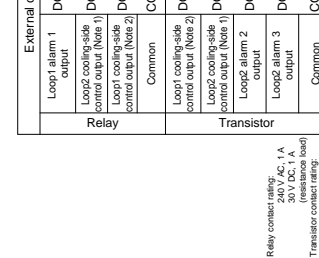 External
Loop1 alarm 1
output
Loop2 cooling-side
control output (Note 1)
Loop1 cooling-side
control output (Note 2)
Common
Loop1 cooling-side
control output (Note 2)
Loop2 cooling-side
control output (Note 1)
Loop2 alarm 2
output
Loop2 alarm 3
output
Common
Relay
Transistor
Relay contact rating:
240 V AC, 1 A
30 V DC, 1 A
(resistance load)
Transistor contact rating: